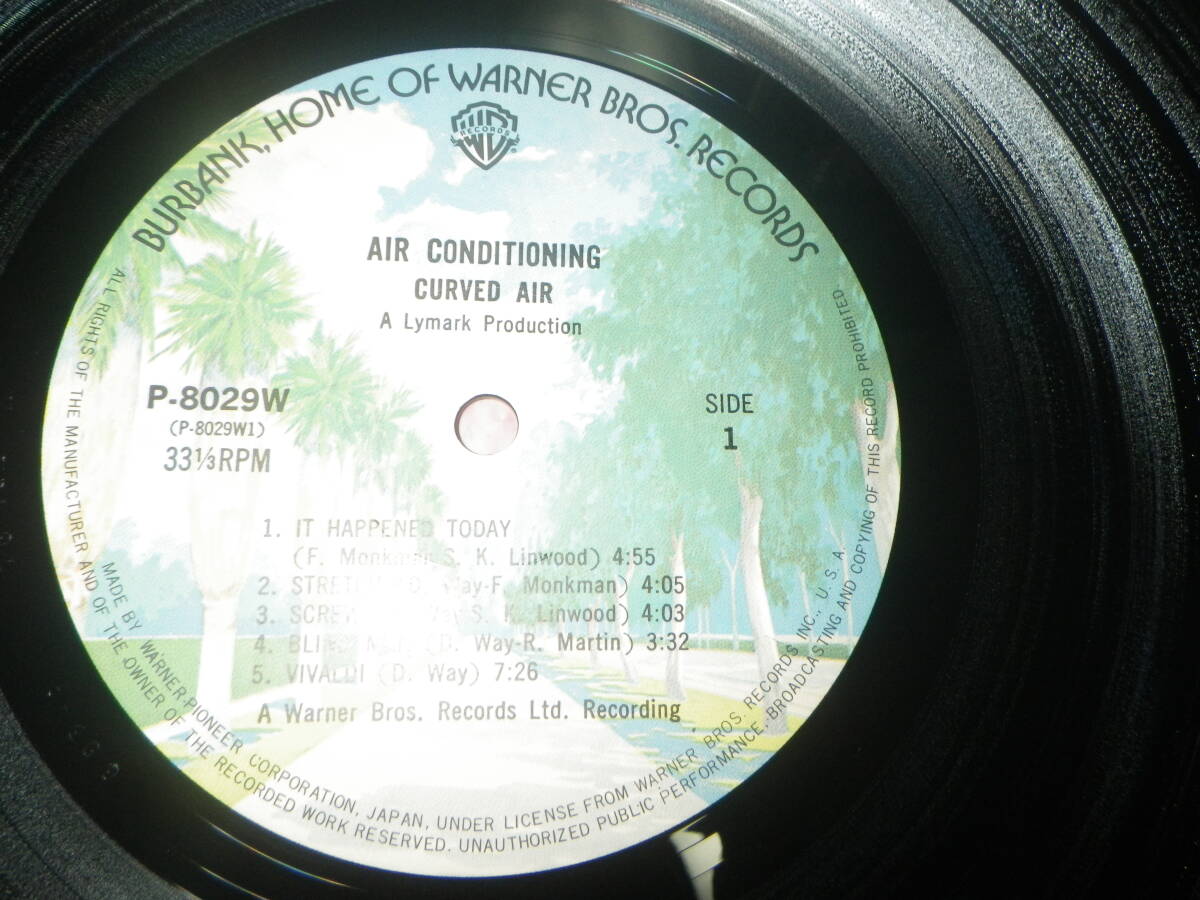 BURBANK, HOME OF WARNER BROS. RECORDS
RECORDS
AIR CONDITIONING
CURVED AIR
A Lymark Production
P-8029W
(P-8029W1)
33⅓RPM
SIDE
1
1. IT HAPPENED TODAY
(F. Monkman S. K. Linwood) 4:55
2. Way-F. Monkman) 4:05
3. S. K. Linwood) 4:03
4. (D. Way-R. Martin) 3:32
5. VIVALDI (D. Way) 7:26
A Warner Bros. Records Ltd. Recording
MADE BY WARNER-PIONEER CORPORATION, JAPAN, UNDER LICENSE FROM WARNER BROS. RECORDS INC., U. S. A.
ALL RIGHTS OF THE MANUFACTURER AND OF THE OWNER OF THE RECORDED WORK RESERVED. UNAUTHORIZED PUBLIC PERFORMANCE, BROADCASTING AND COPYING OF THIS RECORD PROHIBITED